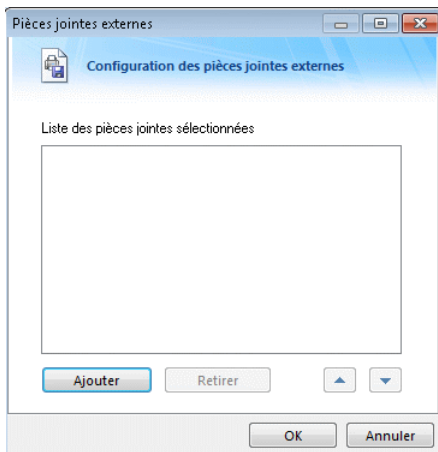 Pièces jointes externes
Configuration des pièces jointes externes
Liste des pièces jointes sélectionnées
Ajouter
Retirer
OK
Annuler